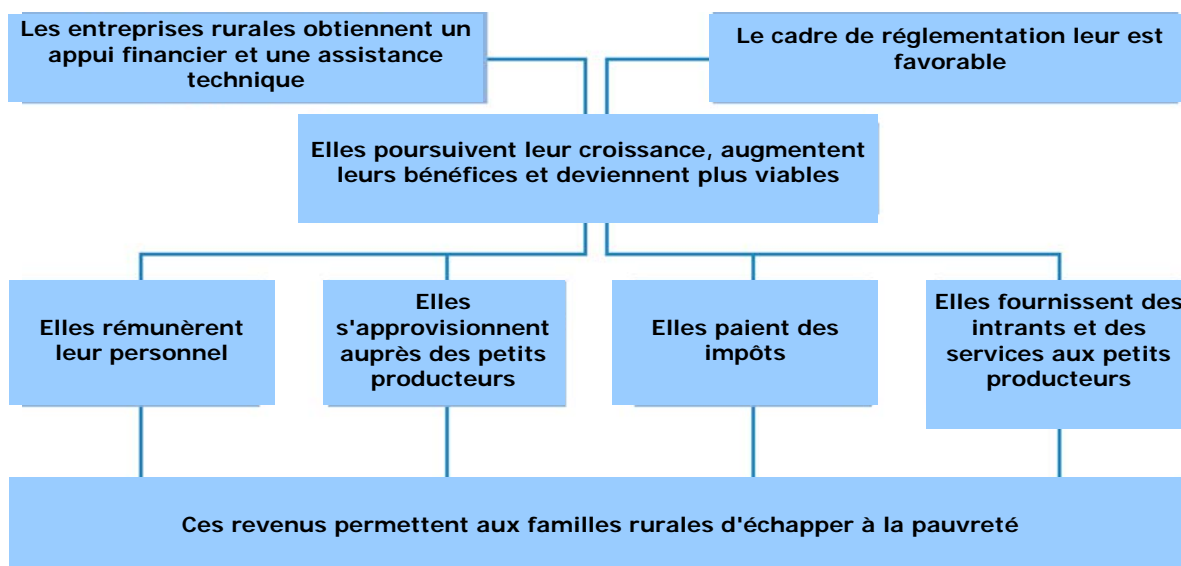 Les entreprises rurales obtiennent un
appui financier et une assistance
technique
Le cadre de réglementation leur est
favorable
Elles poursuivent leur croissance, augmentent
leurs bénéfices et deviennent plus viables
Elles rémunèrent
leur personnel
Elles
s'approvisionnent
auprès des petits
producteurs
Elles paient des
impôts
Elles fournissent des
intrants et des
services aux petits
producteurs
Ces revenus permettent aux familles rurales d'échapper à la pauvreté